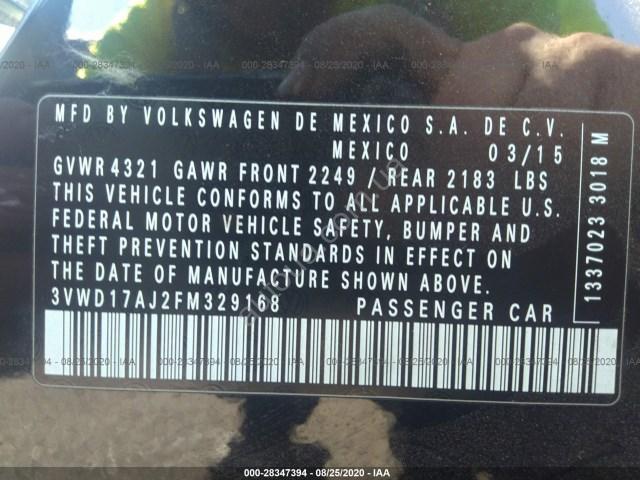 MFD BY VOLKSWAGEN DE MEXICO S.A. DE C.V.
MEXICO 03/15
GVWR 4321 GAWR FRONT 2249 / REAR 2183 LBS
THIS VEHICLE CONFORMS TO ALL APPLICABLE U.S.
FEDERAL MOTOR VEHICLE SAFETY, BUMPER AND
THEFT PREVENTION STANDARDS IN EFFECT ON
THE DATE OF MANUFACTURE SHOWN ABOVE.
3VWD17AJ2FM329168 PASSENGER CAR
1337023 3018 M
000-28347394 - 08/25/2020 - IAA